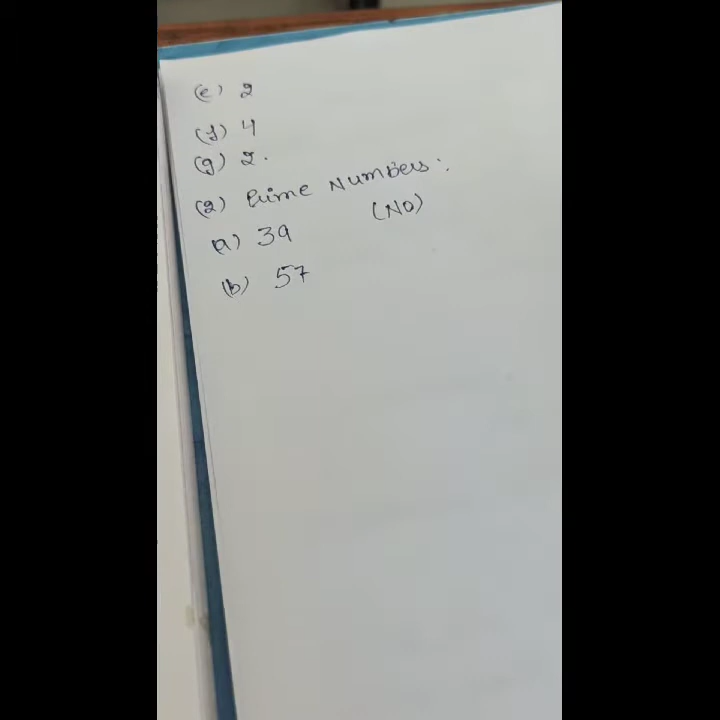 (e) 2
(f) 4
(g) 2.
(2) Prime Numbers:
(a) 39 (NO)
(b) 57